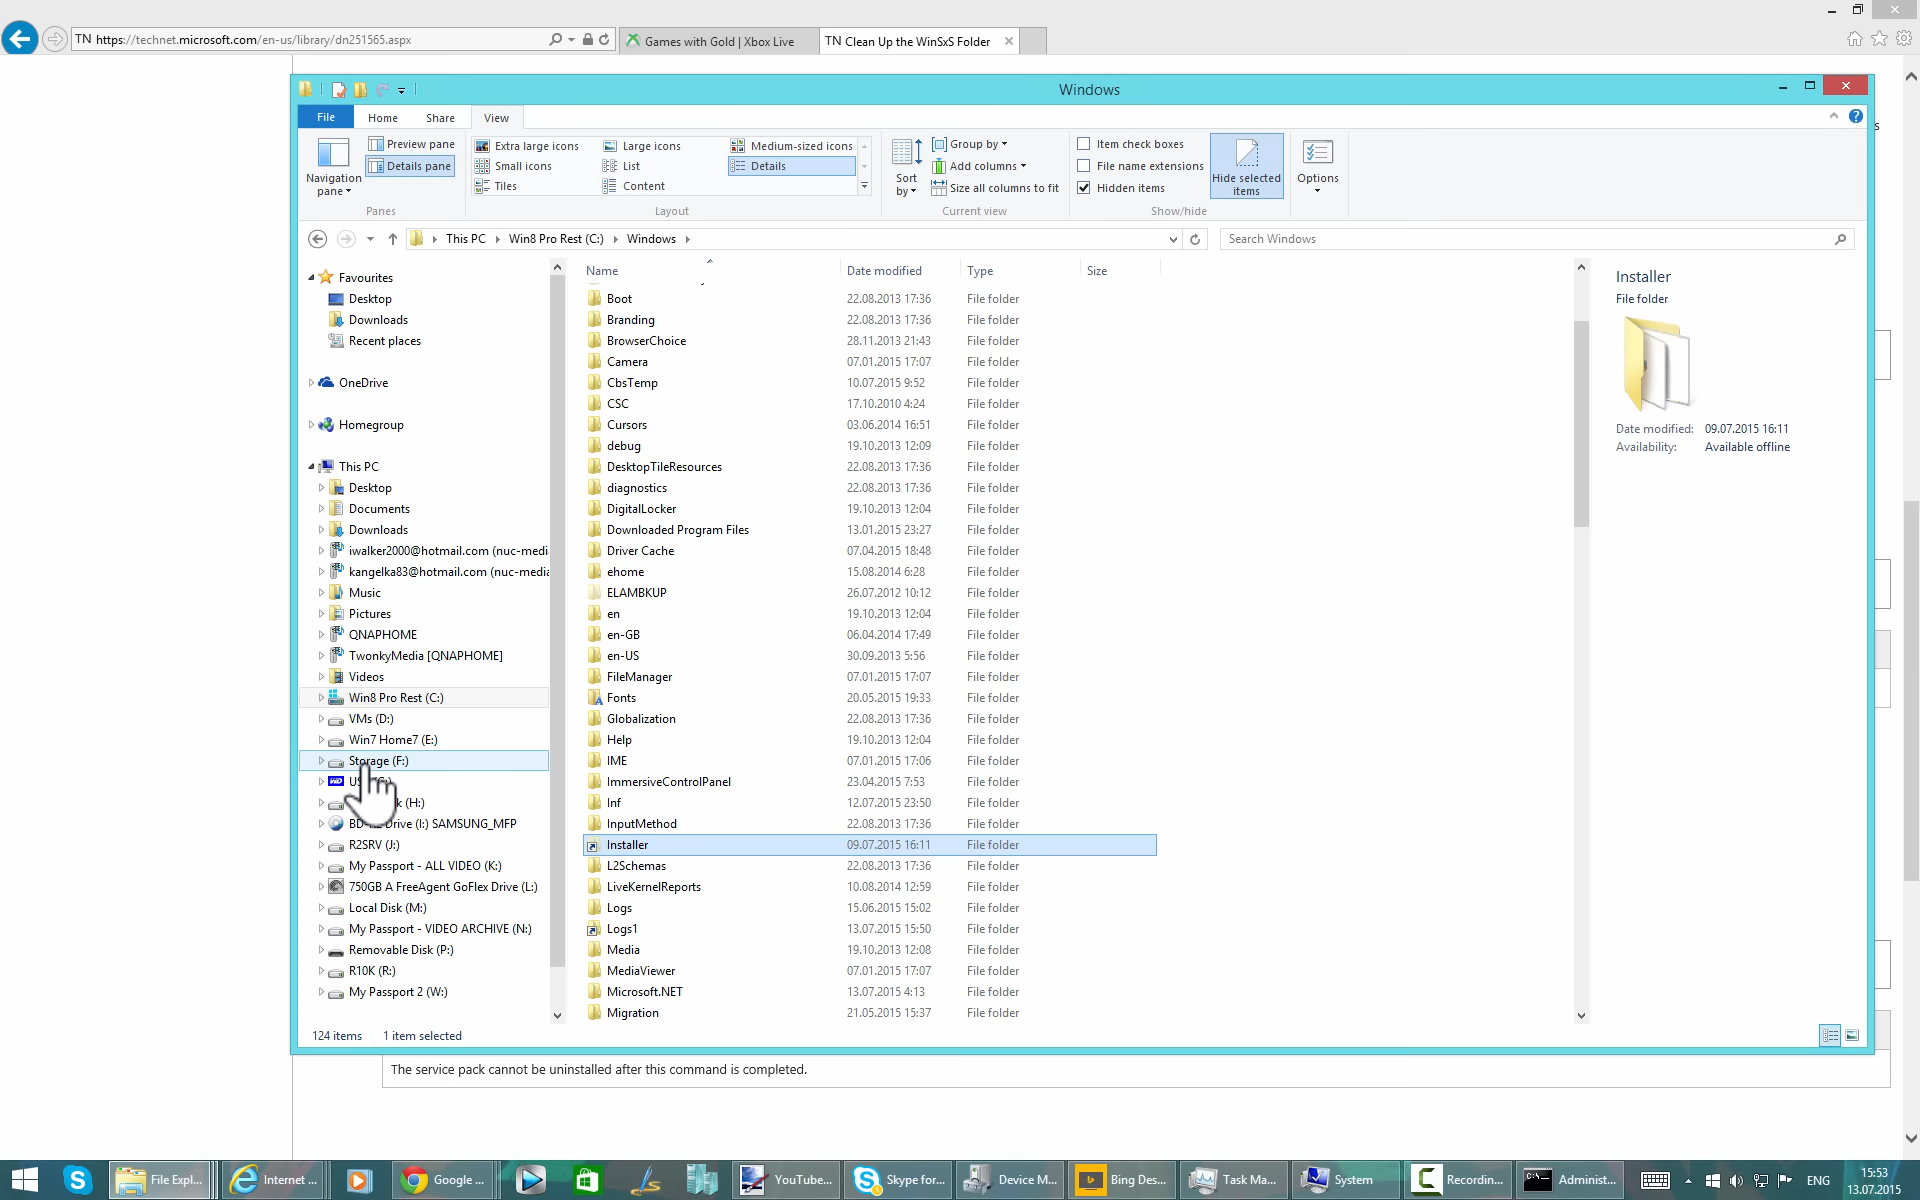 TN https://technet.microsoft.com/en-us/library/dn251565.aspx
Games with Gold | Xbox Live
TN Clean Up the WinSxS Folder
Windows
File Home Share View
Navigation pane
Preview pane
Details pane
Panes
Extra large icons Large icons Medium-sized icons
Small icons List Details
Tiles Content
Layout
Sort by
Group by
Add columns
Size all columns to fit
Current view
Item check boxes
File name extensions
Hidden items
Hide selected items
Show/hide
Options
This PC Win8 Pro Rest (C:) Windows
Search Windows
Favourites
Desktop
Downloads
Recent places
OneDrive
Homegroup
This PC
Desktop
Documents
Downloads
iwalker2000@hotmail.com (nuc-medi
kangelka83@hotmail.com (nuc-media
Music
Pictures
QNAPHOME
TwonkyMedia [QNAPHOME]
Videos
Win8 Pro Rest (C:)
VMs (D:)
Win7 Home7 (E:)
Storage (F:)
(H:)
Drive (I:) SAMSUNG_MFP
R2SRV (J:)
My Passport - ALL VIDEO (K:)
750GB A FreeAgent GoFlex Drive (L:)
Local Disk (M:)
My Passport - VIDEO ARCHIVE (N:)
Removable Disk (P:)
R10K (R:)
My Passport 2 (W:)
Name Date modified Type Size
Boot 22.08.2013 17:36 File folder
Branding 22.08.2013 17:36 File folder
BrowserChoice 28.11.2013 21:43 File folder
Camera 07.01.2015 17:07 File folder
CbsTemp 10.07.2015 9:52 File folder
CSC 17.10.2010 4:24 File folder
Cursors 03.06.2014 16:51 File folder
debug 19.10.2013 12:09 File folder
DesktopTileResources 22.08.2013 17:36 File folder
diagnostics 22.08.2013 17:36 File folder
DigitalLocker 19.10.2013 12:04 File folder
Downloaded Program Files 13.01.2015 23:27 File folder
Driver Cache 07.04.2015 18:48 File folder
ehome 15.08.2014 6:28 File folder
ELAMBKUP 26.07.2012 10:12 File folder
en 19.10.2013 12:04 File folder
en-GB 06.04.2014 17:49 File folder
en-US 30.09.2013 5:56 File folder
FileManager 07.01.2015 17:07 File folder
Fonts 20.05.2015 19:33 File folder
Globalization 22.08.2013 17:36 File folder
Help 19.10.2013 12:04 File folder
IME 07.01.2015 17:06 File folder
ImmersiveControlPanel 23.04.2015 7:53 File folder
Inf 12.07.2015 23:50 File folder
InputMethod 22.08.2013 17:36 File folder
Installer 09.07.2015 16:11 File folder
L2Schemas 22.08.2013 17:36 File folder
LiveKernelReports 10.08.2014 12:59 File folder
Logs 15.06.2015 15:02 File folder
Logs1 13.07.2015 15:50 File folder
Media 19.10.2013 12:08 File folder
MediaViewer 07.01.2015 17:07 File folder
Microsoft.NET 13.07.2015 4:13 File folder
Migration 21.05.2015 15:37 File folder
Installer
File folder
Date modified: 09.07.2015 16:11
Availability: Available offline
124 items 1 item selected
The service pack cannot be uninstalled after this command is completed.
File Expl... Internet ... Google ... YouTube... Skype for... Device M... Bing Des... Task Ma... System Recordin... Administ... ENG
15:53
13.07.2015